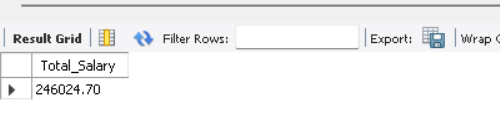 Result Grid Filter Rows: Export: Wrap
Total_Salary
246024.70